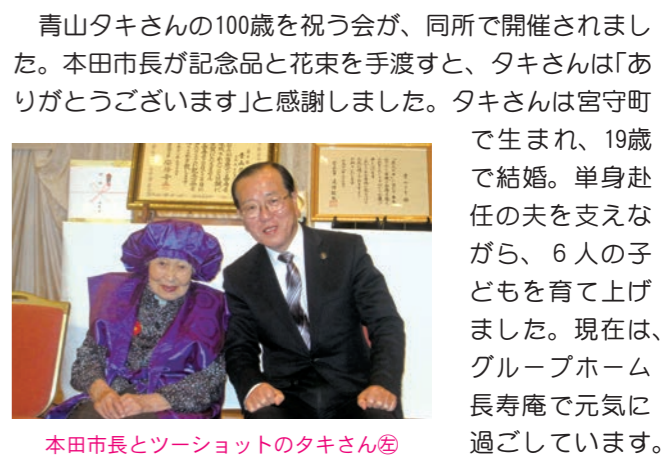 青山タキさんの100歳を祝う会が、同所で開催されまし
た。本田市長が記念品と花束を手渡すと、タキさんは「あ
りがとうございます」と感謝しました。タキさんは宮守町
で生まれ、19歳
で結婚。単身赴
任の夫を支えな
がら、６人の子
どもを育て上げ
ました。現在は、
グループホーム
長寿庵で元気に
過ごしています。
本田市長とツーショットのタキさん㊧